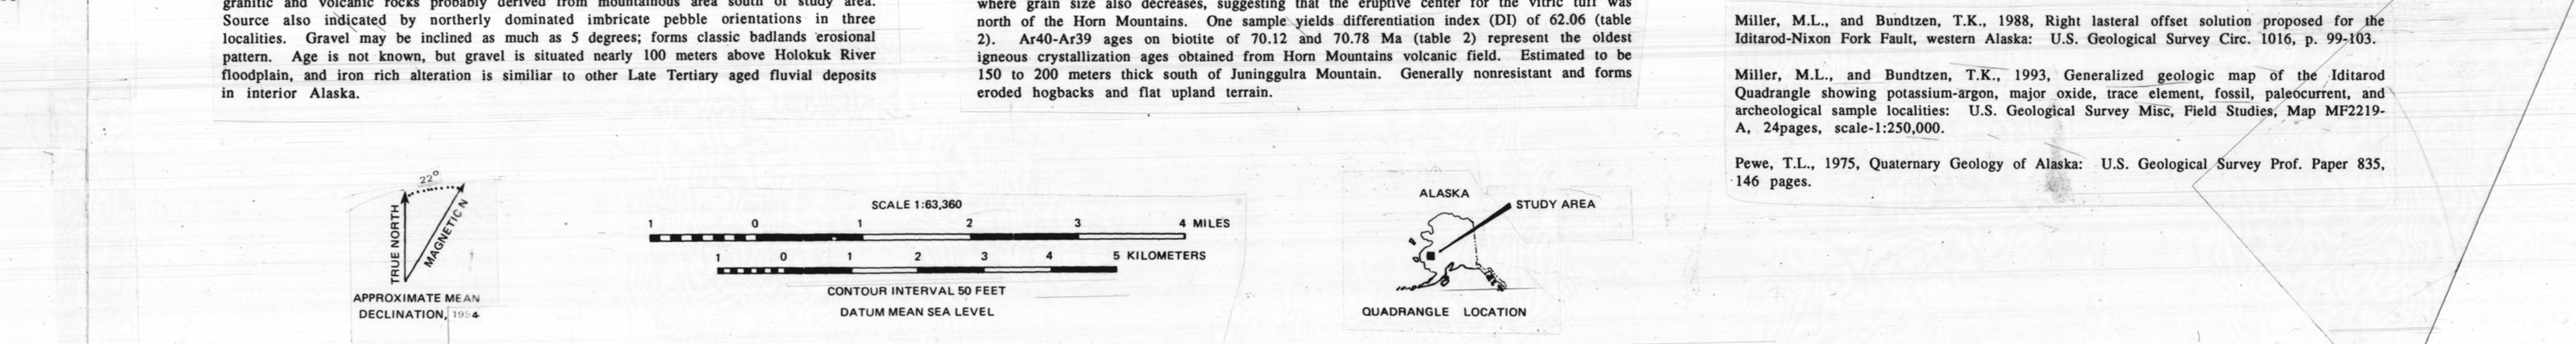 granitic and volcanic rocks probably derived from mountainous area south of study area.
Source also indicated by northerly dominated imbricate pebble orientations in three
localities. Gravel may be inclined as much as 5 degrees; forms classic badlands erosional
pattern. Age is not known, but gravel is situated nearly 100 meters above Holokuk River
floodplain, and iron rich alteration is similiar to other Late Tertiary aged fluvial deposits
in interior Alaska.
where grain size also decreases, suggesting that the eruptive center for the vitric tuff was
north of the Horn Mountains. One sample yields differentiation index (DI) of 62.06 (table
2). Ar40-Ar39 ages on biotite of 70.12 and 70.78 Ma (table 2) represent the oldest
igneous crystallization ages obtained from Horn Mountains volcanic field. Estimated to be
150 to 200 meters thick south of Juninggulra Mountain. Generally nonresistant and forms
eroded hogbacks and flat upland terrain.
Miller, M.L., and Bundtzen, T.K., 1988, Right lasteral offset solution proposed for the
Iditarod-Nixon Fork Fault, western Alaska: U.S. Geological Survey Circ. 1016, p. 99-103.
Miller, M.L., and Bundtzen, T.K., 1993, Generalized geologic map of the Iditarod
Quadrangle showing potassium-argon, major oxide, trace element, fossil, paleocurrent, and
archeological sample localities: U.S. Geological Survey Misc, Field Studies, Map MF2219-
A, 24pages, scale-1:250,000.
Pewe, T.L., 1975, Quaternary Geology of Alaska: U.S. Geological Survey Prof. Paper 835,
146 pages.
22°
TRUE NORTH
MAGNETIC N
APPROXIMATE MEAN
DECLINATION, 1954
SCALE 1:63,360
1 0 1 2 3 4 MILES
1 0 1 2 3 4 5 KILOMETERS
CONTOUR INTERVAL 50 FEET
DATUM MEAN SEA LEVEL
ALASKA
STUDY AREA
QUADRANGLE LOCATION